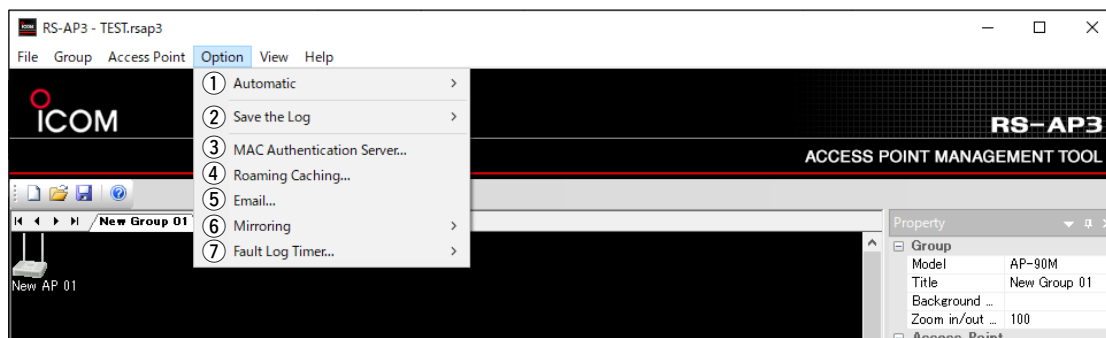 RS-AP3 - TEST.rsap3
File Group Access Point Option View Help
① Automatic
② Save the Log
③ MAC Authentication Server...
④ Roaming Caching...
⑤ Email...
⑥ Mirroring
⑦ Fault Log Timer...
ICOM
RS-AP3
ACCESS POINT MANAGEMENT TOOL
New Group 01
New AP 01
Property
Group
Model AP-90M
Title New Group 01
Background ...
Zoom in/out ... 100
Access Point